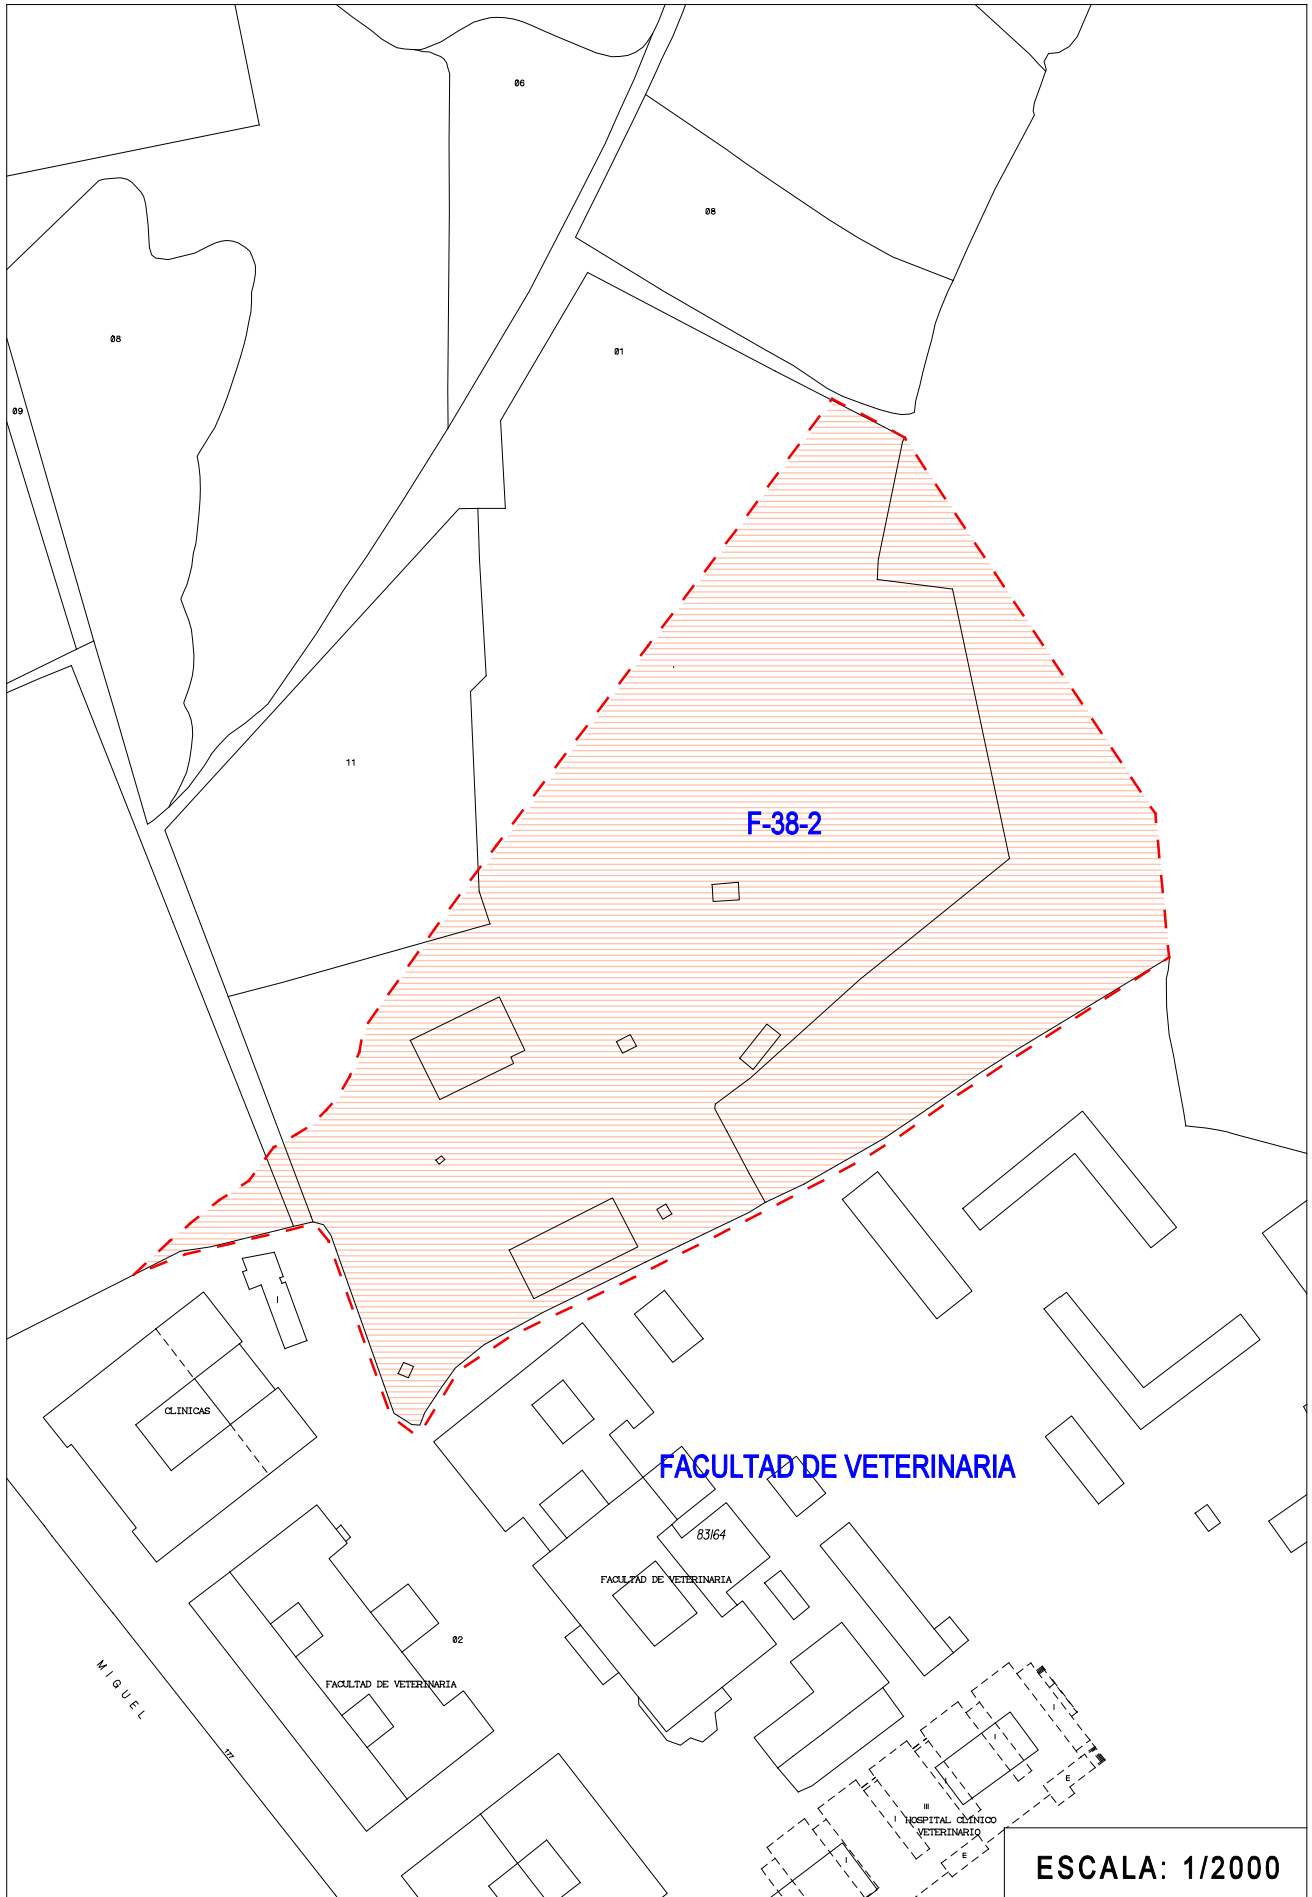 06
08
01
08
09
11
F-38-2
I
CLINICAS
FACULTAD DE VETERINARIA
83164
FACULTAD DE VETERINARIA
02
FACULTAD DE VETERINARIA
MIGUEL
177
I
I
I
E
III
I
HOSPITAL CLINICO
VETERINARIO
E
I
ESCALA: 1/2000